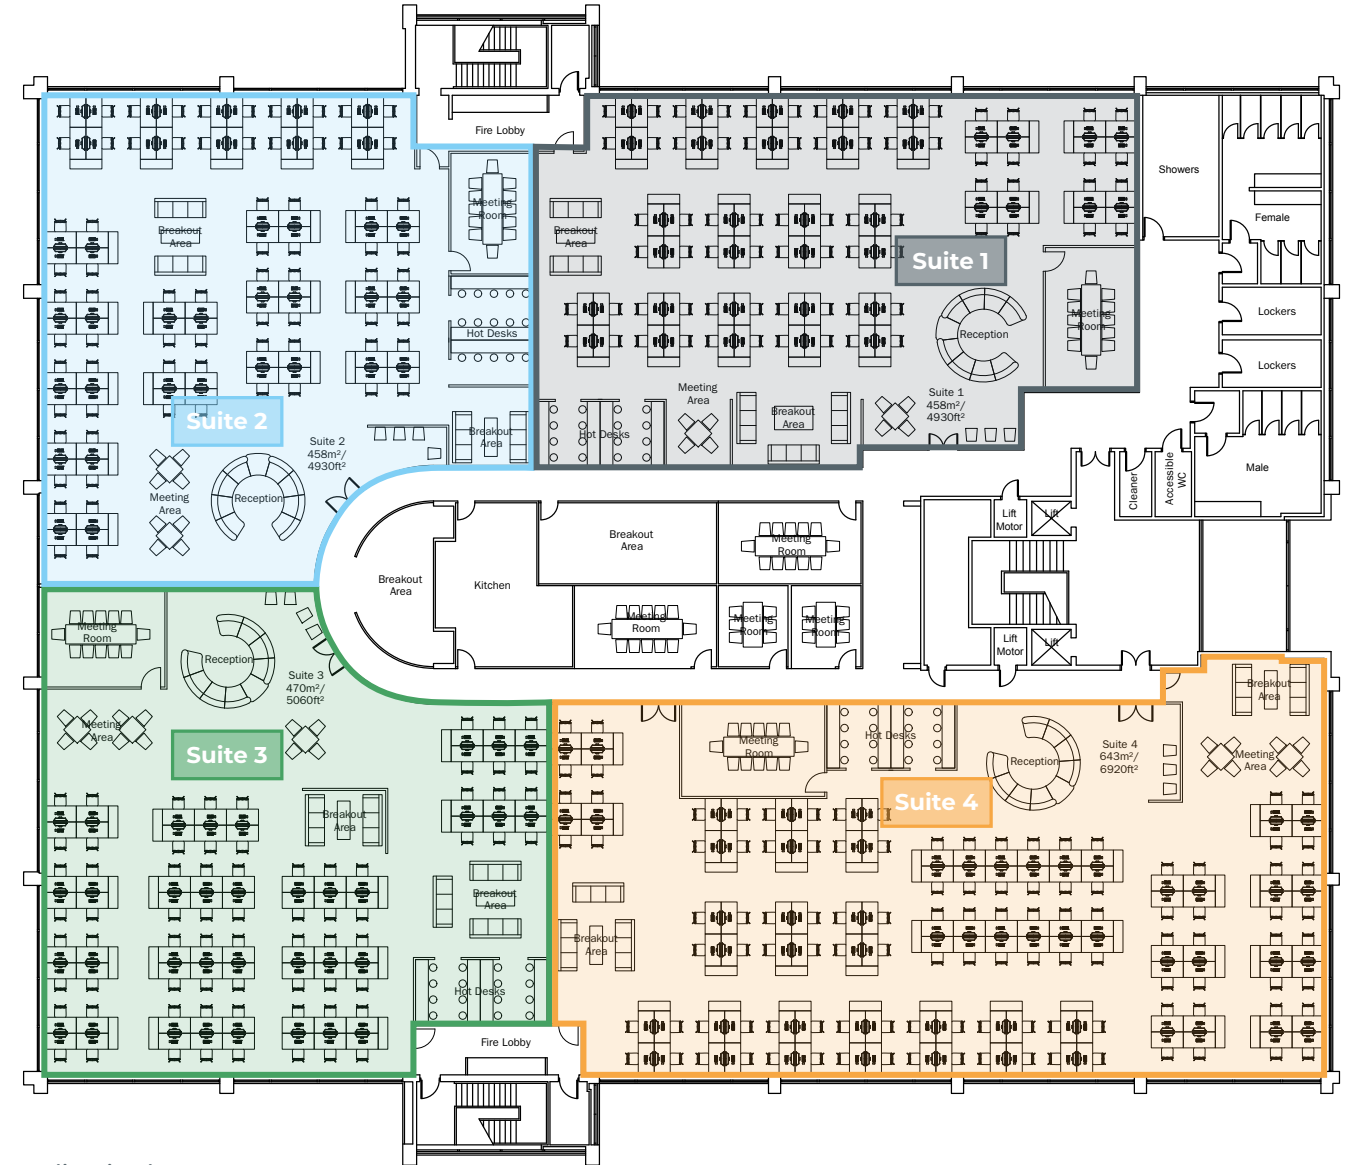 Fire Lobby
Showers
Female
Meeting
Room
Breakout
Area
Breakout
Area
Suite 1
Meeting
Room
Lockers
Hot Desks
Reception
Lockers
Meeting
Area
Suite 1
458m²/
4930ft²
Suite 2
Breakout
Area
Hot Desks
Breakout
Area
Suite 2
458m²/
4930ft²
Male
Reception
Meeting
Area
Cleaner
Accessible
WC
Lift
Motor
Lift
Breakout
Area
Meeting
Room
Breakout
Area
Kitchen
Meeting
Room
Meeting
Room
Meeting
Room
Meeting
Room
Lift
Motor
Lift
Reception
Suite 3
470m²/
5060ft²
Breakout
Area
Meeting
Area
Suite 3
Meeting
Room
Hot Desks
Reception
Suite 4
643m²/
6920ft²
Meeting
Area
Suite 4
Breakout
Area
Breakout
Area
Breakout
Area
Hot Desks
Fire Lobby